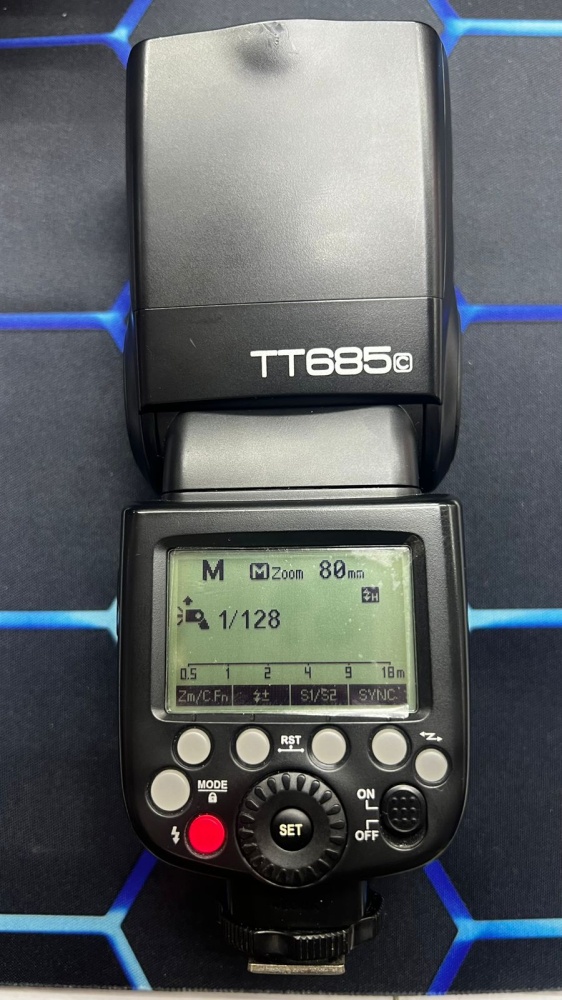 TT685 C
M M Zoom 80mm
H
1/128
0.5 1 2 4 9 18m
Zm/C.Fn ± S1/S2 SYNC
RST
MODE
ON
SET
OFF